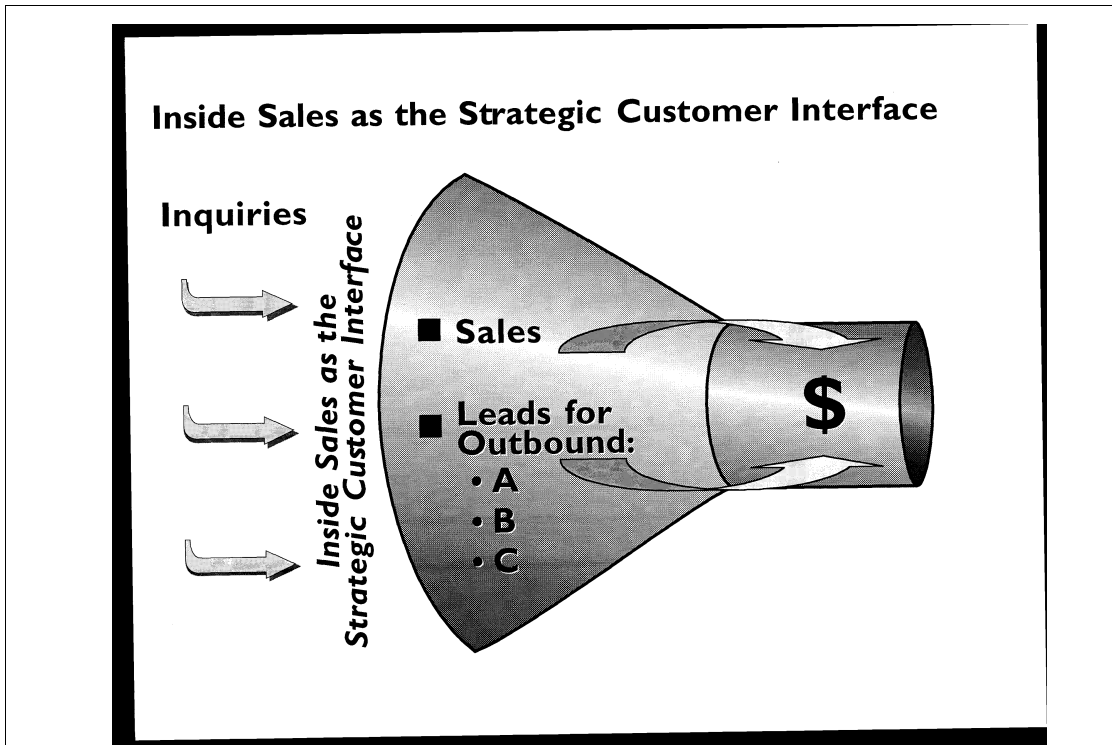 Inside Sales as the Strategic Customer Interface
Inquiries
Inside Sales as the
Strategic Customer Interface
■ Sales
■ Leads for
Outbound:
• A
• B
• C
$